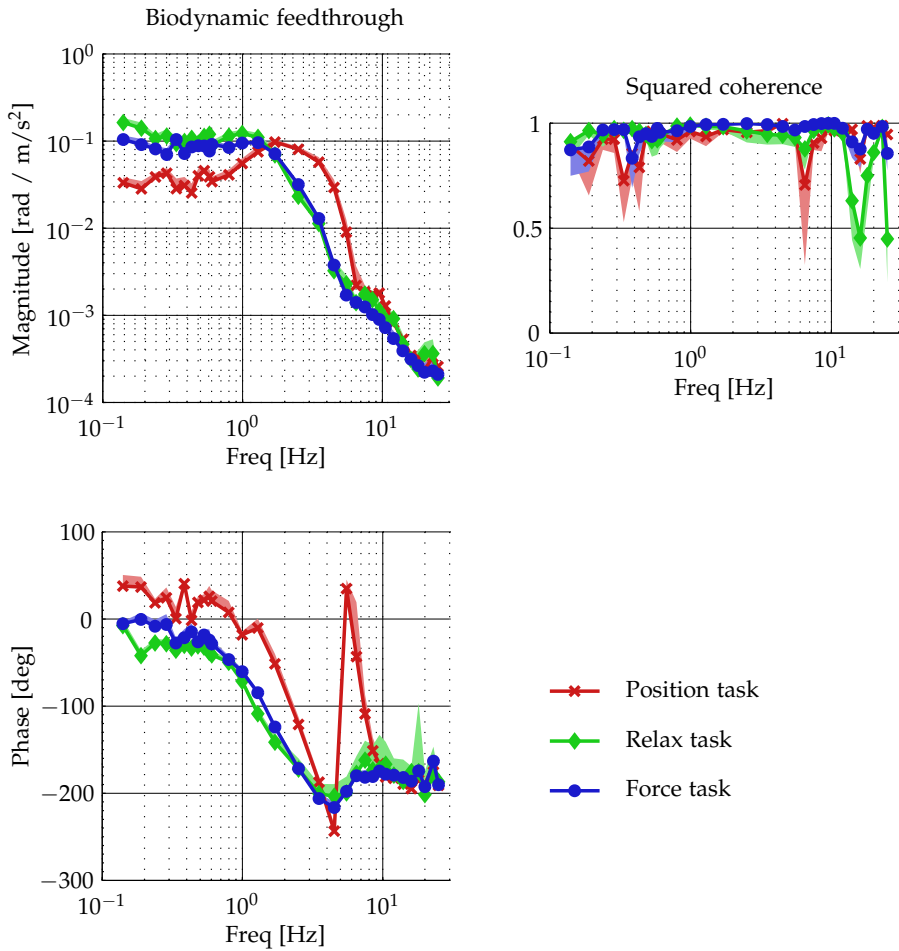 Biodynamic feedthrough
10^0
10^−1
10^−2
10^−3
10^−4
Magnitude [rad / m/s^2]
10^−1
10^0
10^1
Freq [Hz]
Squared coherence
1
0.5
0
10^−1
10^0
10^1
Freq [Hz]
100
0
−100
−200
−300
Phase [deg]
10^−1
10^0
10^1
Freq [Hz]
Position task
Relax task
Force task